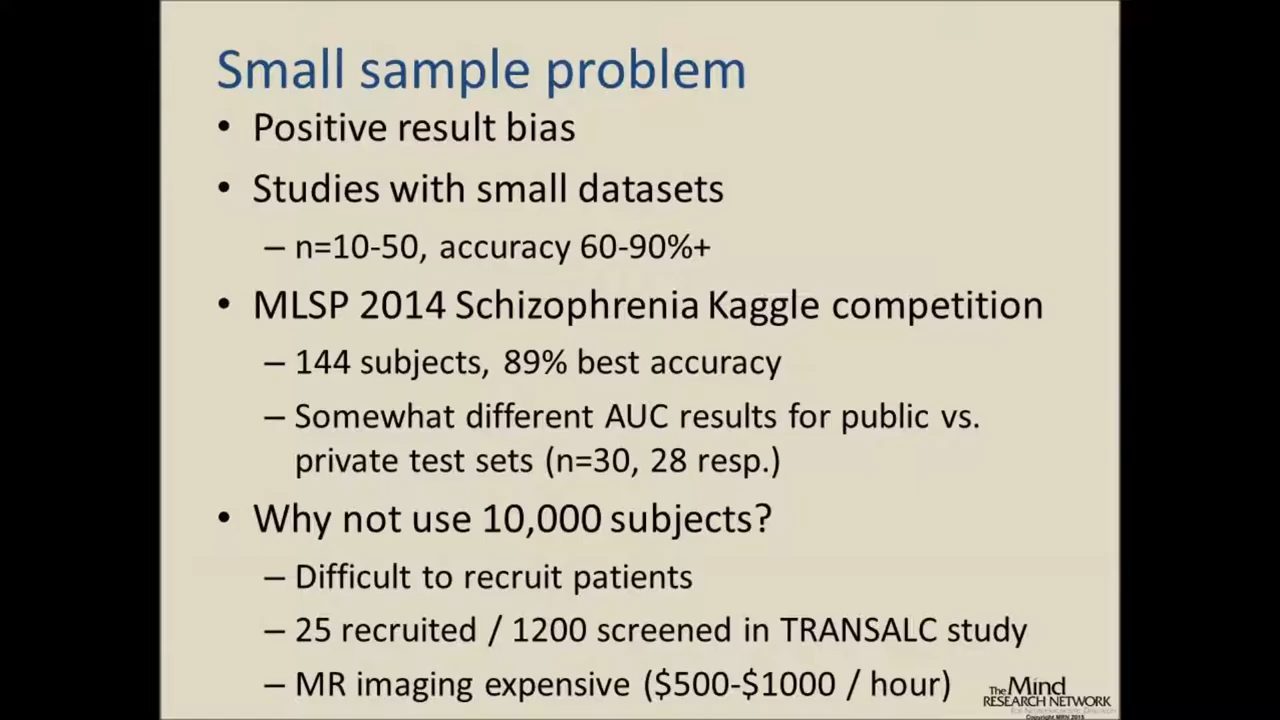 Small sample problem
• Positive result bias
• Studies with small datasets
– n=10-50, accuracy 60-90%+
• MLSP 2014 Schizophrenia Kaggle competition
– 144 subjects, 89% best accuracy
– Somewhat different AUC results for public vs.
private test sets (n=30, 28 resp.)
• Why not use 10,000 subjects?
– Difficult to recruit patients
– 25 recruited / 1200 screened in TRANSALC study
– MR imaging expensive ($500-$1000 / hour)
The Mind
RESEARCH NETWORK
Copyright MRN 2015